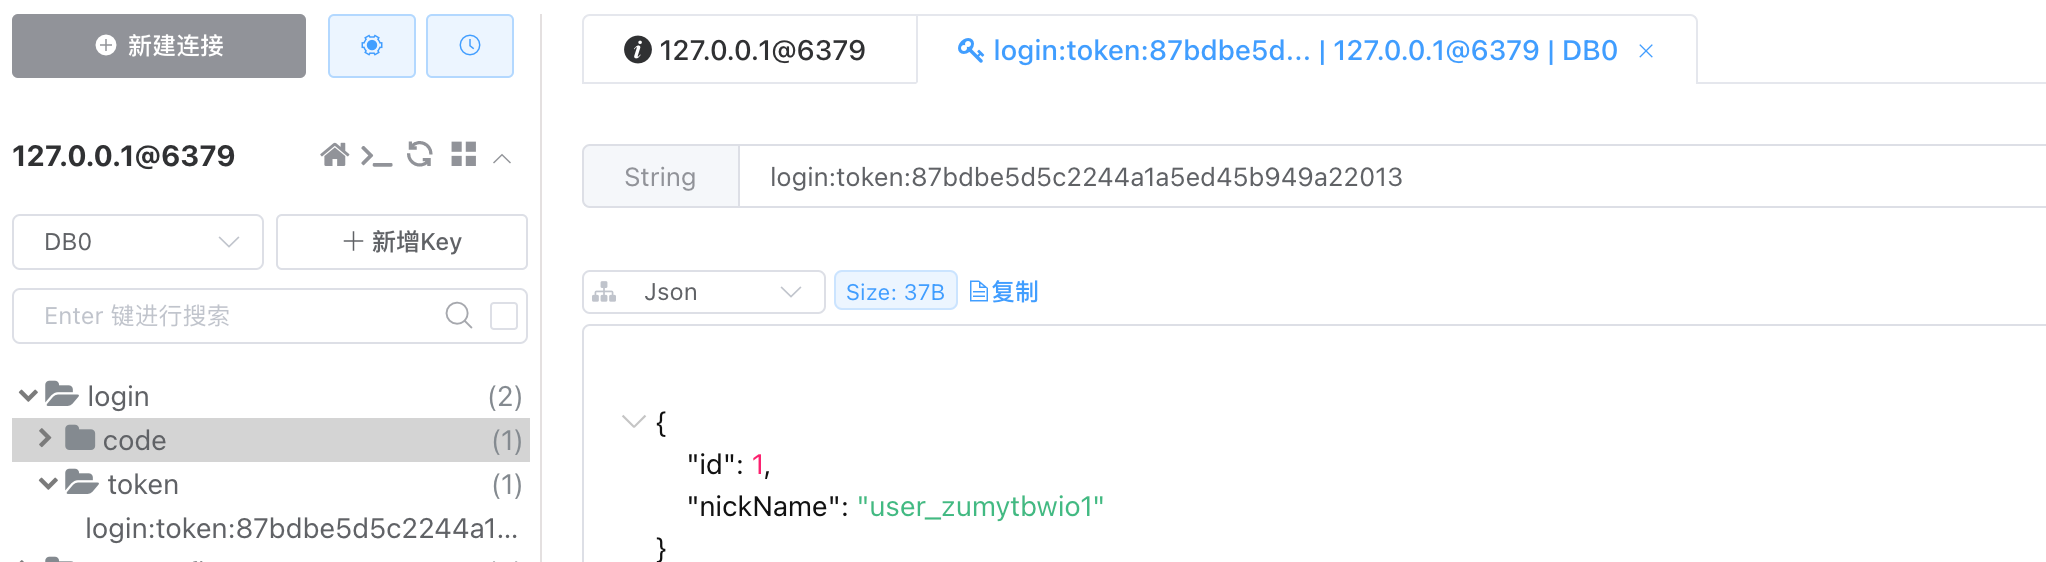 新建连接
127.0.0.1@6379
DB0
新增Key
Enter 键进行搜索
login (2)
code (1)
token (1)
login:token:87bdbe5d5c2244a1...
127.0.0.1@6379
login:token:87bdbe5d... | 127.0.0.1@6379 | DB0
String
login:token:87bdbe5d5c2244a1a5ed45b949a22013
Json
Size: 37B
复制
{
"id": 1,
"nickName": "user_zumytbwio1"
}